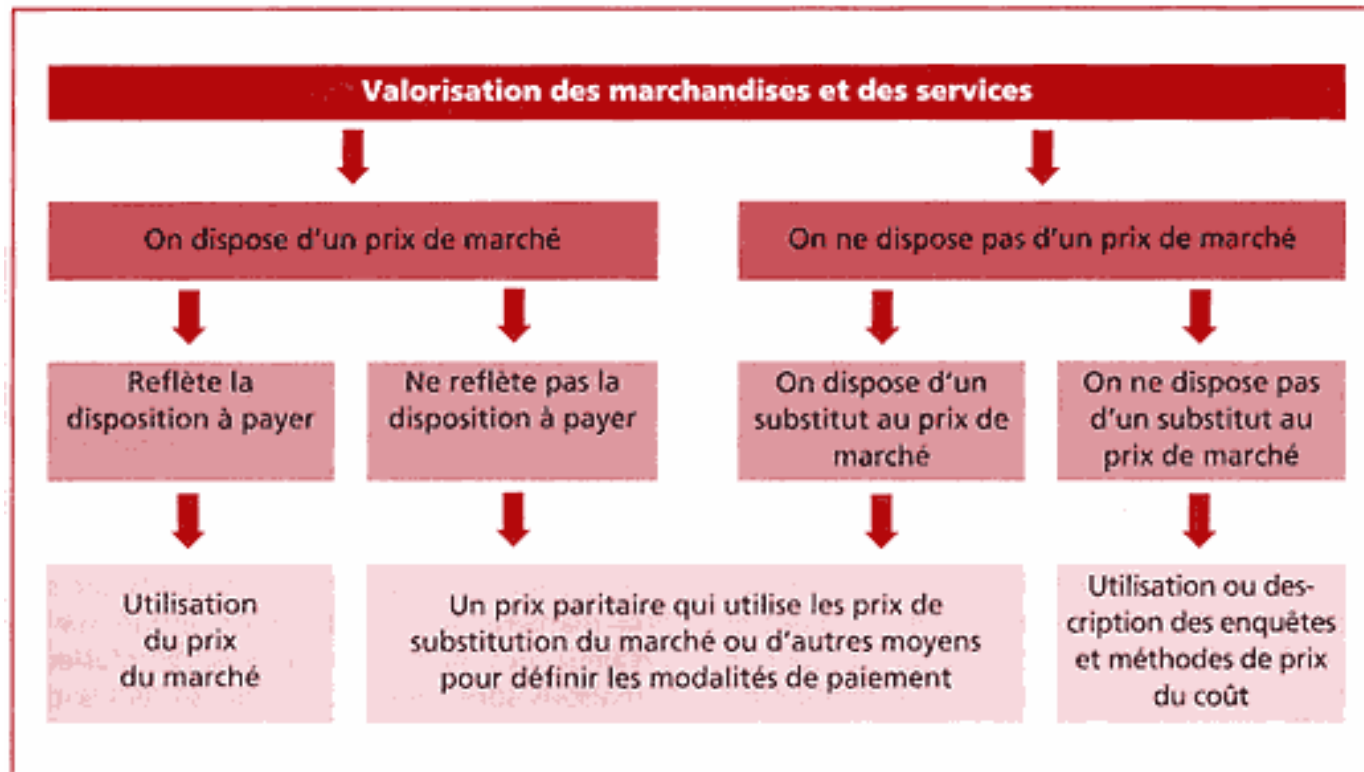 Valorisation des marchandises et des services
On dispose d'un prix de marché
On ne dispose pas d'un prix de marché
Reflète la
disposition à payer
Ne reflète pas la
disposition à payer
On dispose d'un
substitut au prix de
marché
On ne dispose pas
d'un substitut au
prix de marché
Utilisation
du prix
du marché
Un prix paritaire qui utilise les prix de
substitution du marché ou d'autres moyens
pour définir les modalités de paiement
Utilisation ou des-
cription des enquêtes
et méthodes de prix
du coût